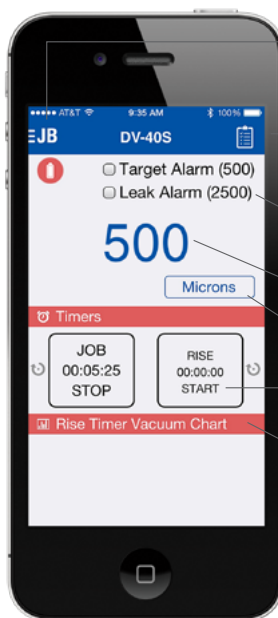 AT&T 9:35 AM 100%
JB DV-40S
Target Alarm (500)
Leak Alarm (2500)
500
Microns
Timers
JOB
00:05:25
STOP
RISE
00:00:00
START
Rise Timer Vacuum Chart